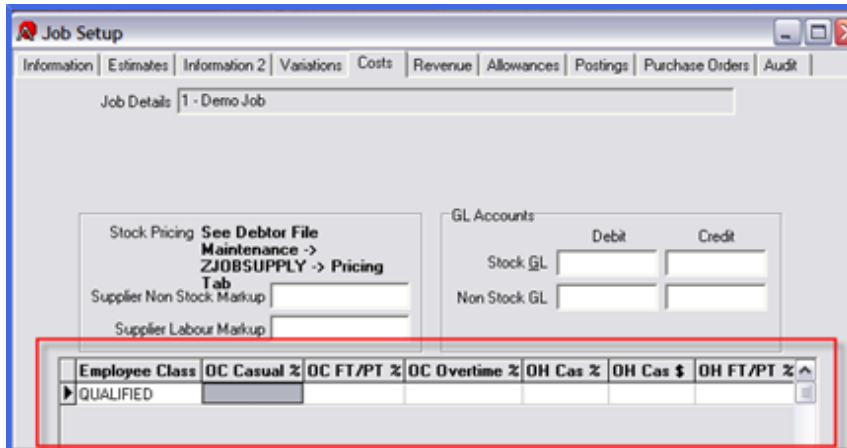 Job Setup
Information Estimates Information 2 Variations Costs Revenue Allowances Postings Purchase Orders Audit
Job Details 1 - Demo Job
GL Accounts
Stock Pricing See Debtor File
Maintenance ->
ZJOBSUPPLY -> Pricing
Tab
Debit Credit
Stock GL
Supplier Non Stock Markup
Non Stock GL
Supplier Labour Markup
Employee Class OC Casual % OC FT/PT % OC Overtime % OH Cas % OH Cas $ OH FT/PT %
QUALIFIED